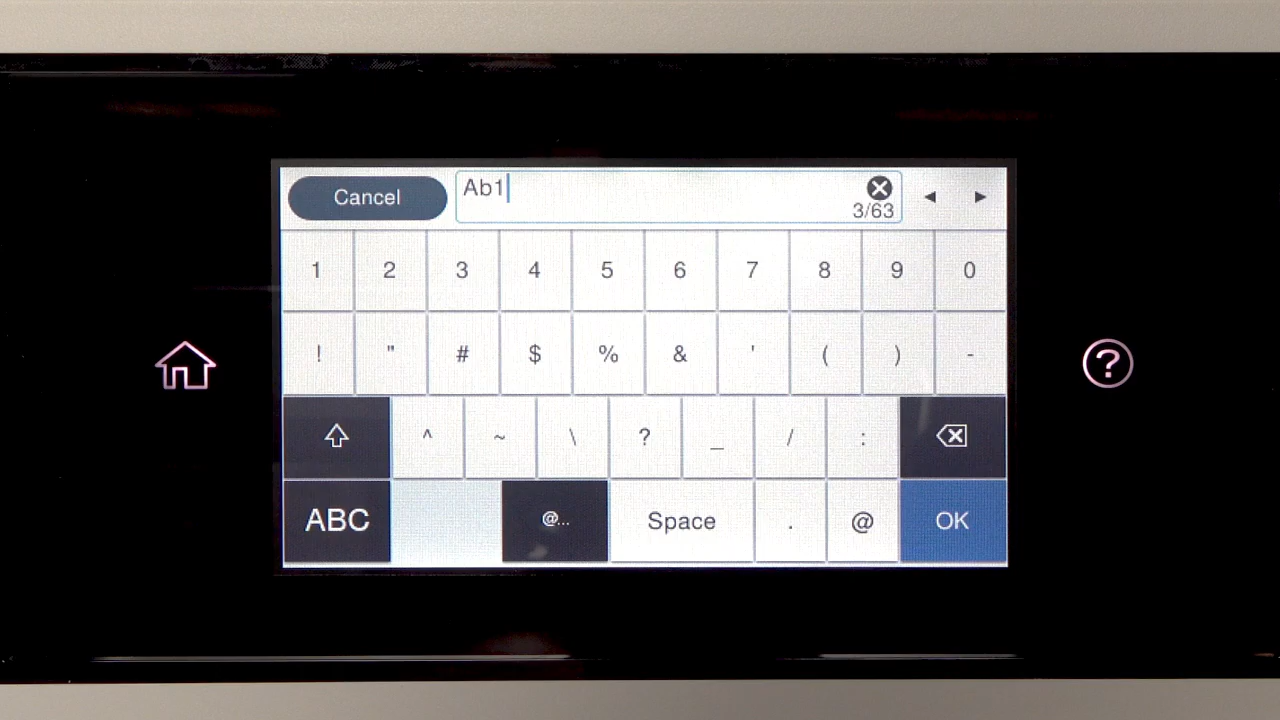 Cancel Ab1 3/63
1 2 3 4 5 6 7 8 9 0
! " # $ % & ' ( ) -
^ ~ \ ? _ / :
ABC @... Space . @ OK
?